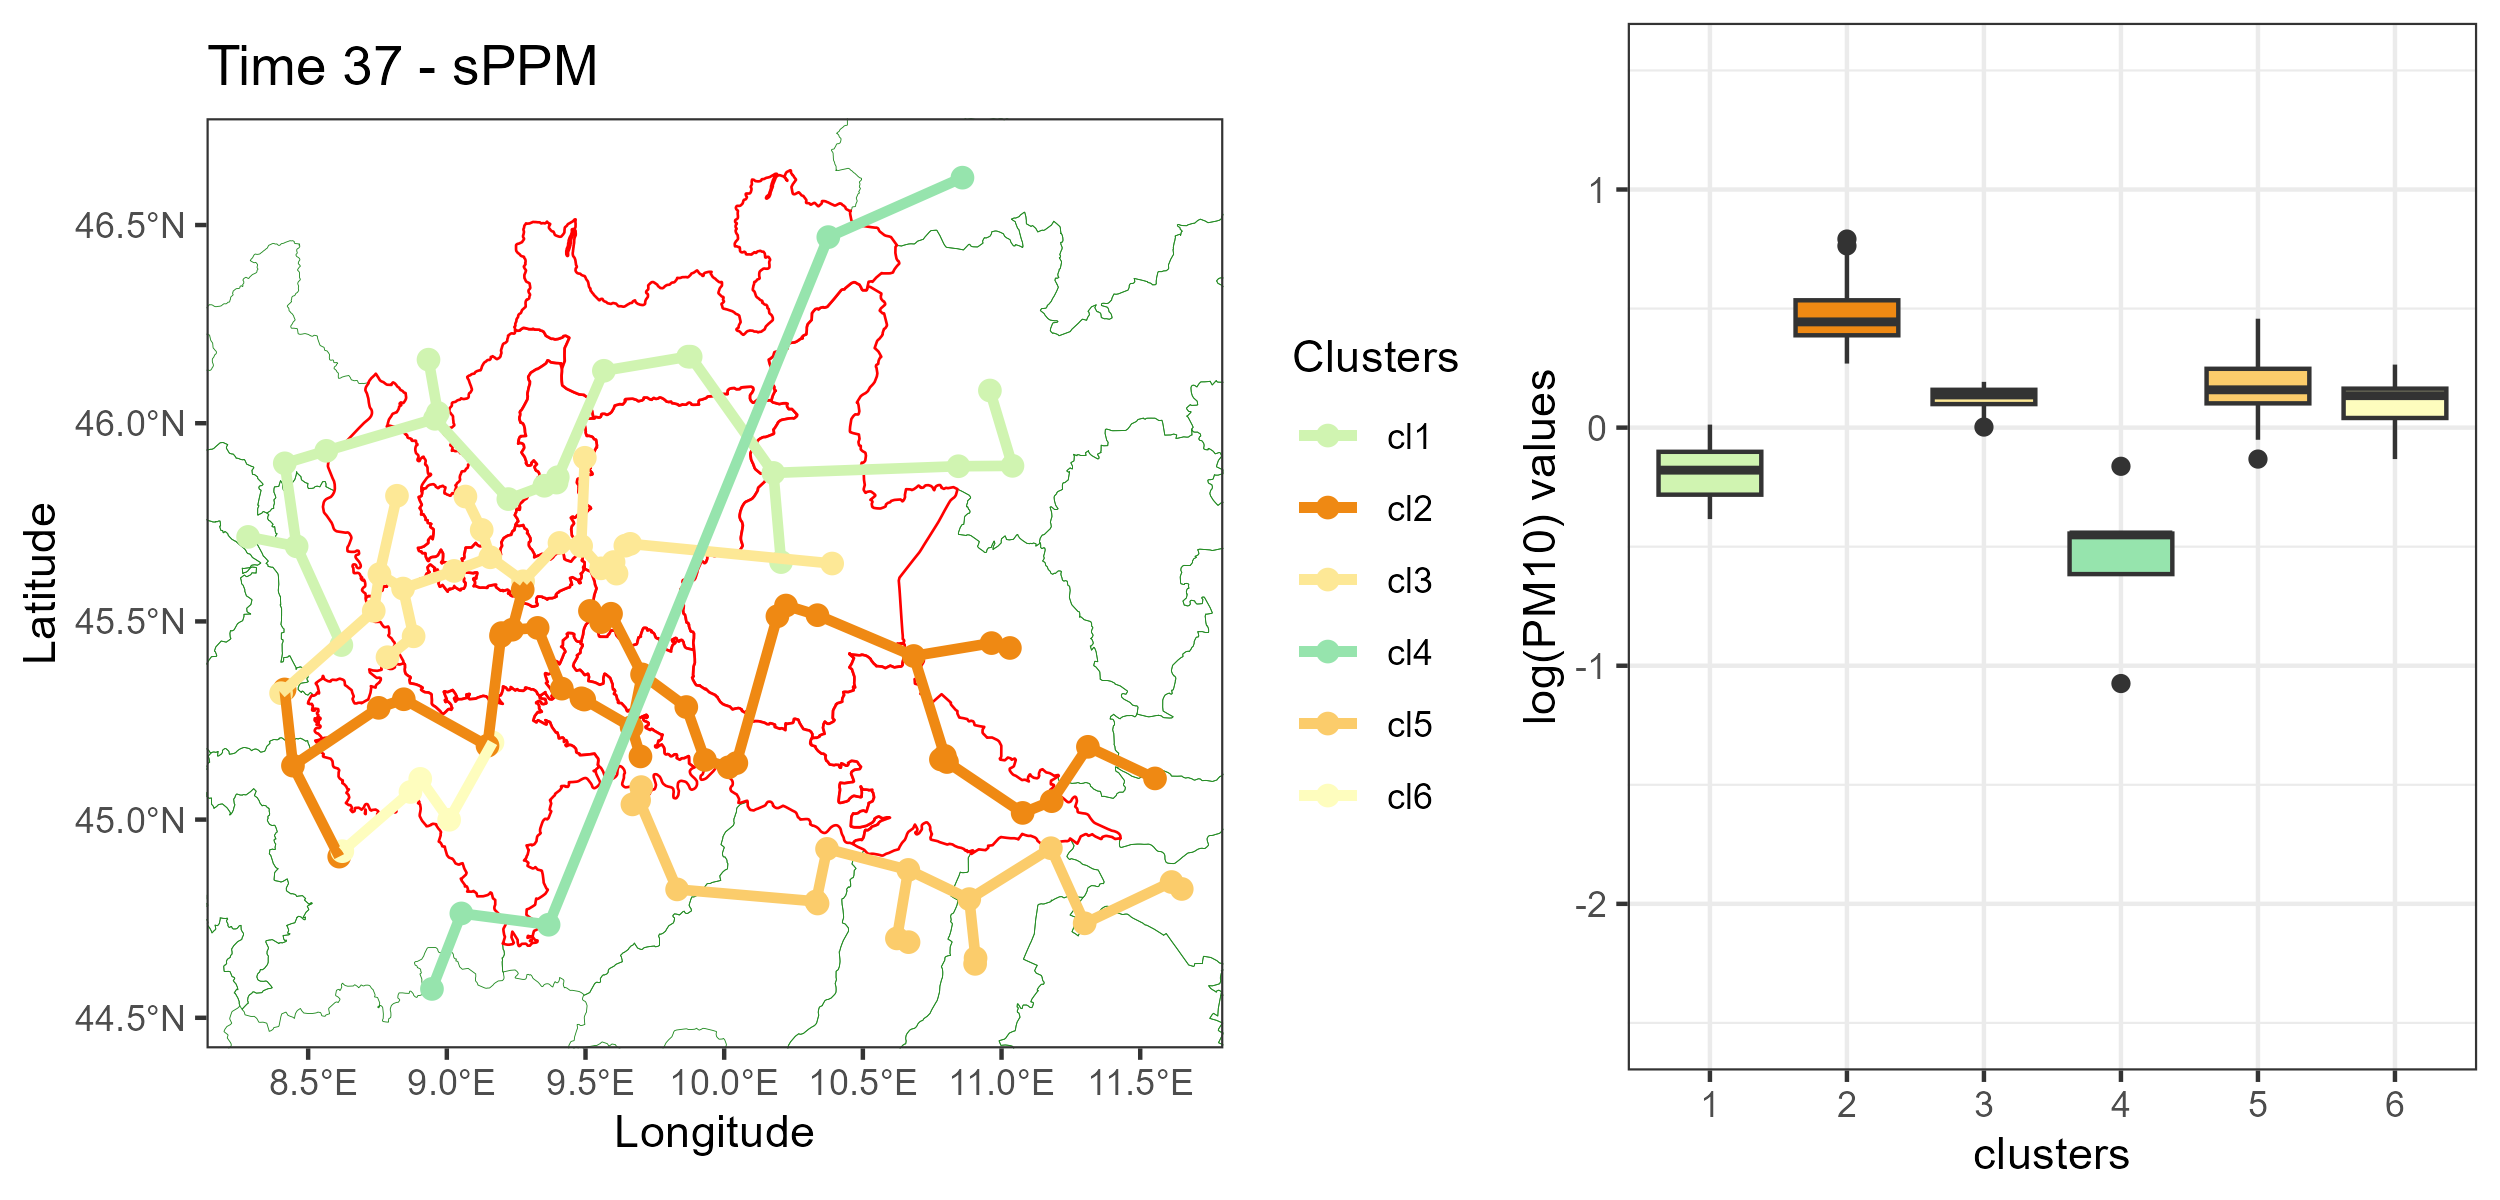 Time 37 - sPPM
Latitude
46.5°N
46.0°N
45.5°N
45.0°N
44.5°N
8.5°E 9.0°E 9.5°E 10.0°E 10.5°E 11.0°E 11.5°E
Longitude
Clusters
cl1
cl2
cl3
cl4
cl5
cl6
log(PM10) values
1
0
-1
-2
1 2 3 4 5 6
clusters